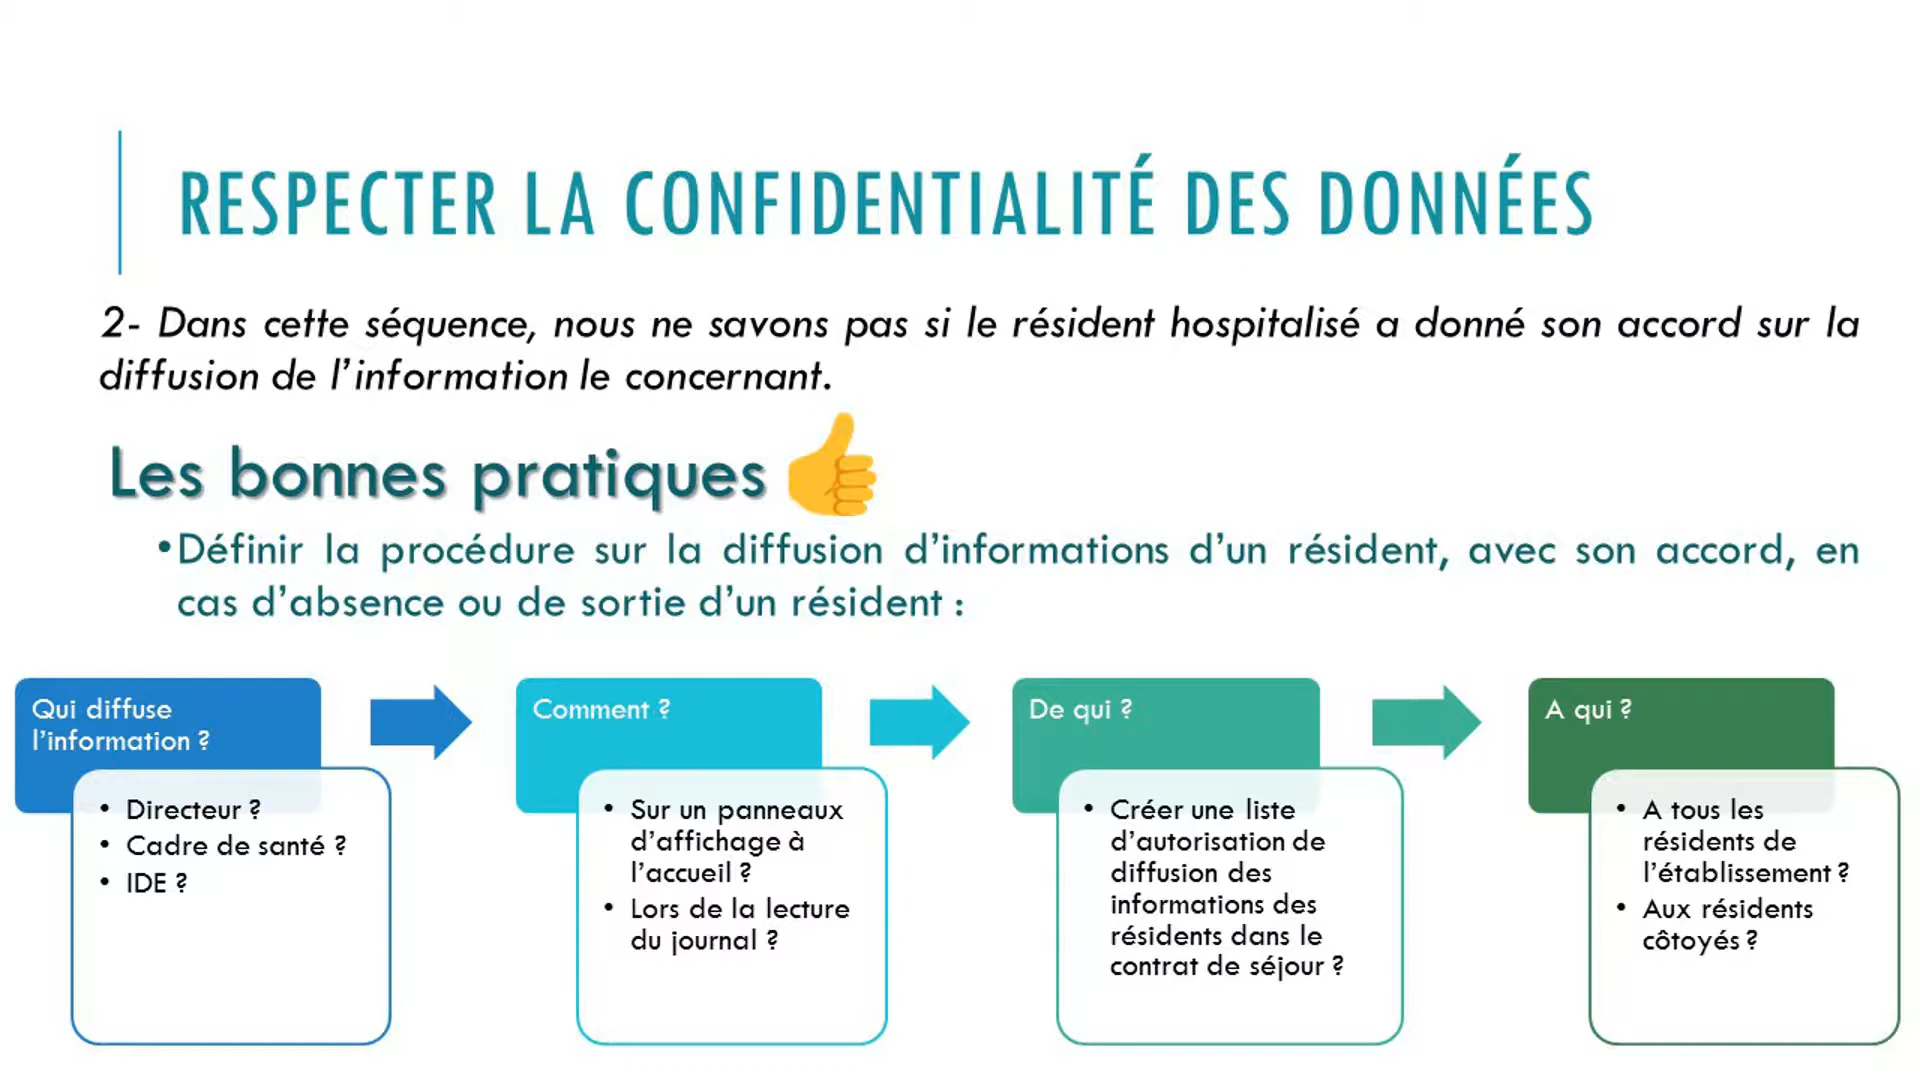 RESPECTER LA CONFIDENTIALITÉ DES DONNÉES
2- Dans cette séquence, nous ne savons pas si le résident hospitalisé a donné son accord sur la
diffusion de l’information le concernant.
Les bonnes pratiques
•Définir la procédure sur la diffusion d’informations d’un résident, avec son accord, en
cas d’absence ou de sortie d’un résident :
Qui diffuse
l’information ?
• Directeur ?
• Cadre de santé ?
• IDE ?
Comment ?
• Sur un panneaux
d’affichage à
l’accueil ?
• Lors de la lecture
du journal ?
De qui ?
• Créer une liste
d’autorisation de
diffusion des
informations des
résidents dans le
contrat de séjour ?
A qui ?
• A tous les
résidents de
l’établissement ?
• Aux résidents
côtoyés ?